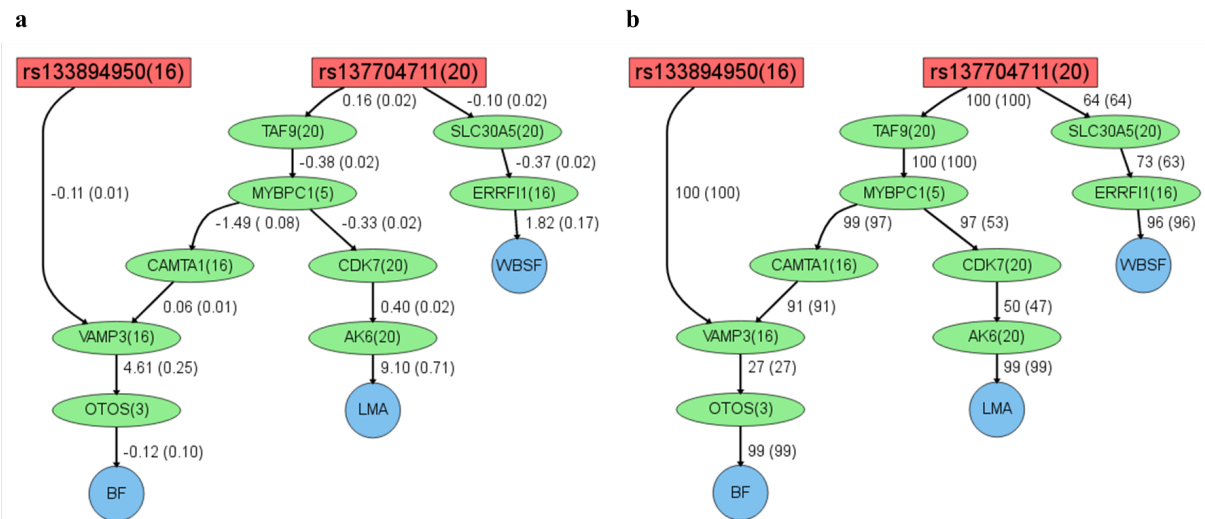 a
rs133894950(16)
rs137704711(20)
0.16 (0.02)
-0.10 (0.02)
TAF9(20)
SLC30A5(20)
-0.38 (0.02)
-0.37 (0.02)
-0.11 (0.01)
MYBPC1(5)
ERRFI1(16)
-1.49 ( 0.08)
-0.33 (0.02)
1.82 (0.17)
CAMTA1(16)
CDK7(20)
WBSF
0.06 (0.01)
0.40 (0.02)
VAMP3(16)
AK6(20)
4.61 (0.25)
9.10 (0.71)
OTOS(3)
LMA
-0.12 (0.10)
BF
b
rs133894950(16)
rs137704711(20)
100 (100)
64 (64)
TAF9(20)
SLC30A5(20)
100 (100)
73 (63)
100 (100)
MYBPC1(5)
ERRFI1(16)
99 (97)
97 (53)
96 (96)
CAMTA1(16)
CDK7(20)
WBSF
91 (91)
50 (47)
VAMP3(16)
AK6(20)
27 (27)
99 (99)
OTOS(3)
LMA
99 (99)
BF